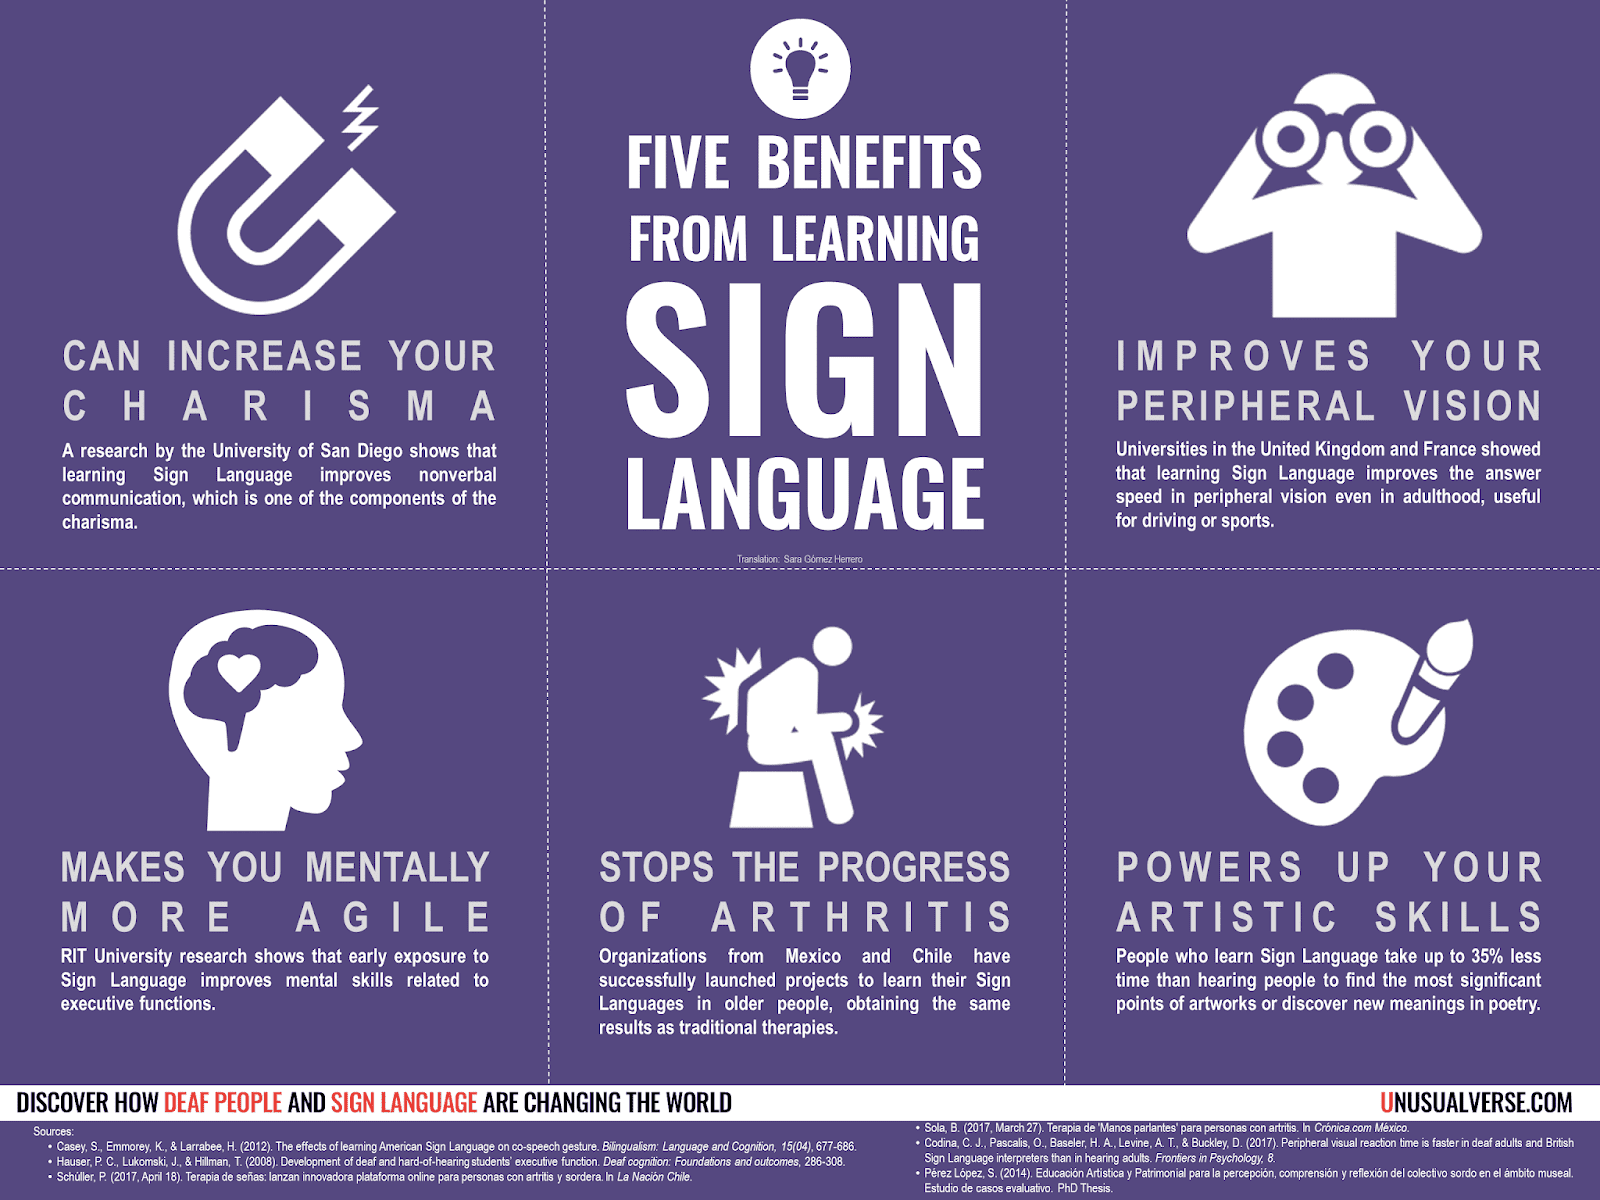 FIVE BENEFITS
FROM LEARNING
SIGN
LANGUAGE
Translation: Sara Gómez Herrero
CAN INCREASE YOUR
CHARISMA
A research by the University of San Diego shows that
learning Sign Language improves nonverbal
communication, which is one of the components of the
charisma.
IMPROVES YOUR
PERIPHERAL VISION
Universities in the United Kingdom and France showed
that learning Sign Language improves the answer
speed in peripheral vision even in adulthood, useful
for driving or sports.
MAKES YOU MENTALLY
MORE AGILE
RIT University research shows that early exposure to
Sign Language improves mental skills related to
executive functions.
STOPS THE PROGRESS
OF ARTHRITIS
Organizations from Mexico and Chile have
successfully launched projects to learn their Sign
Languages in older people, obtaining the same
results as traditional therapies.
POWERS UP YOUR
ARTISTIC SKILLS
People who learn Sign Language take up to 35% less
time than hearing people to find the most significant
points of artworks or discover new meanings in poetry.
DISCOVER HOW DEAF PEOPLE AND SIGN LANGUAGE ARE CHANGING THE WORLD
UNUSUALVERSE.COM
Sources:
• Casey, S., Emmorey, K., & Larrabee, H. (2012). The effects of learning American Sign Language on co-speech gesture. Bilingualism: Language and Cognition, 15(04), 677-686.
• Hauser, P. C., Lukomski, J., & Hillman, T. (2008). Development of deaf and hard-of-hearing students' executive function. Deaf cognition: Foundations and outcomes, 286-308.
• Schüller, P. (2017, April 18). Terapia de señas: lanzan innovadora plataforma online para personas con artritis y sordera. In La Nación Chile.
• Sola, B. (2017, March 27). Terapia de 'Manos parlantes' para personas con artritis. In Crónica.com México.
• Codina, C. J., Pascalis, O., Baseler, H. A., Levine, A. T., & Buckley, D. (2017). Peripheral visual reaction time is faster in deaf adults and British
Sign Language interpreters than in hearing adults. Frontiers in Psychology, 8.
• Pérez López, S. (2014). Educación Artística y Patrimonial para la percepción, comprensión y reflexión del colectivo sordo en el ámbito museal.
Estudio de casos evaluativo. PhD Thesis.